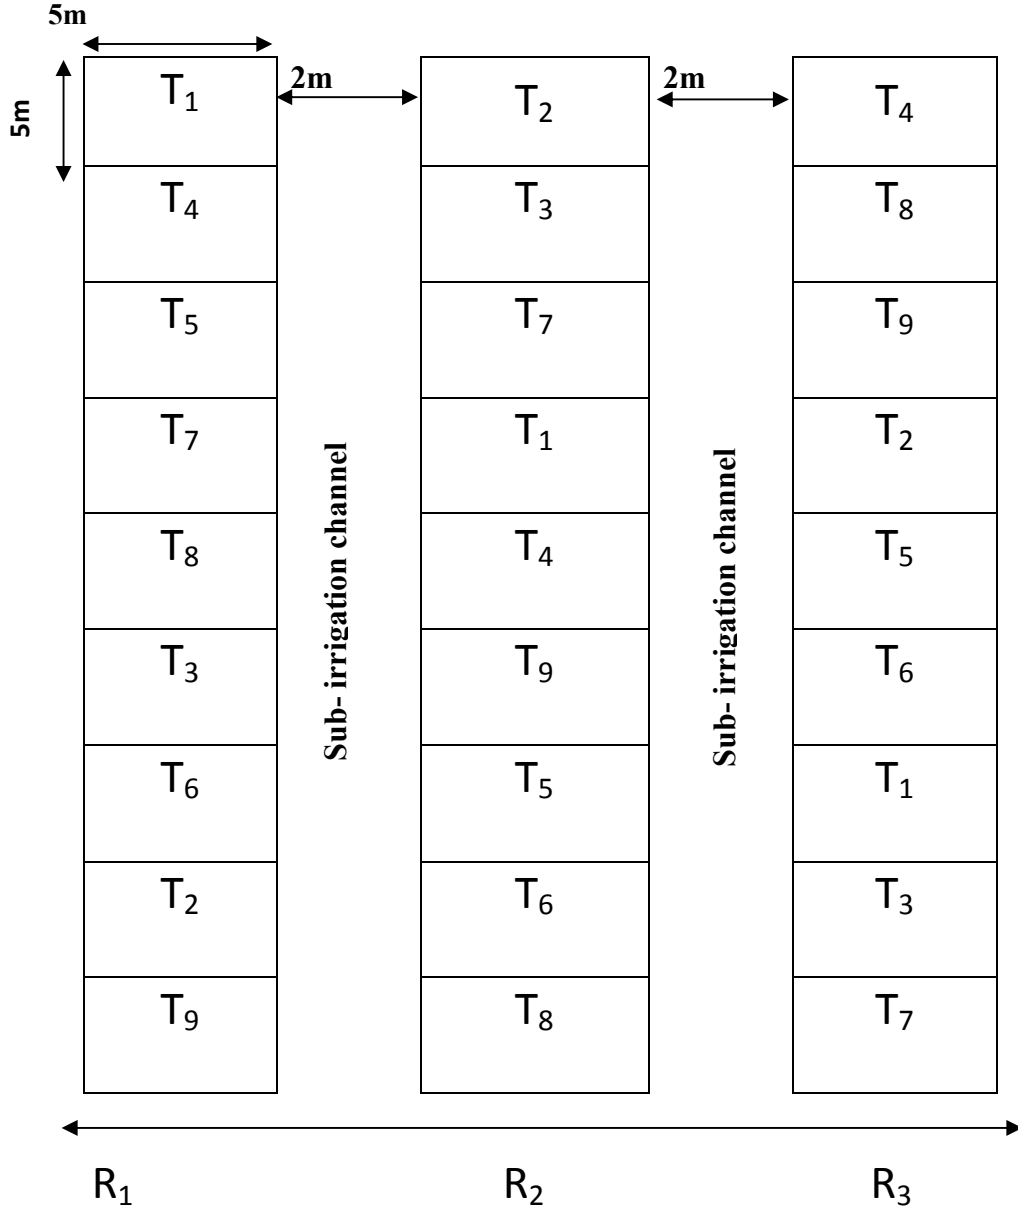 5m
5m
2m
2m
T₁ T₂ T₄
T₄ T₃ T₈
T₅ T₇ T₉
T₇ T₁ T₂
T₈ T₄ T₅
T₃ T₉ T₆
T₆ T₅ T₁
T₂ T₆ T₃
T₉ T₈ T₇
Sub- irrigation channel
Sub- irrigation channel
R₁ R₂ R₃